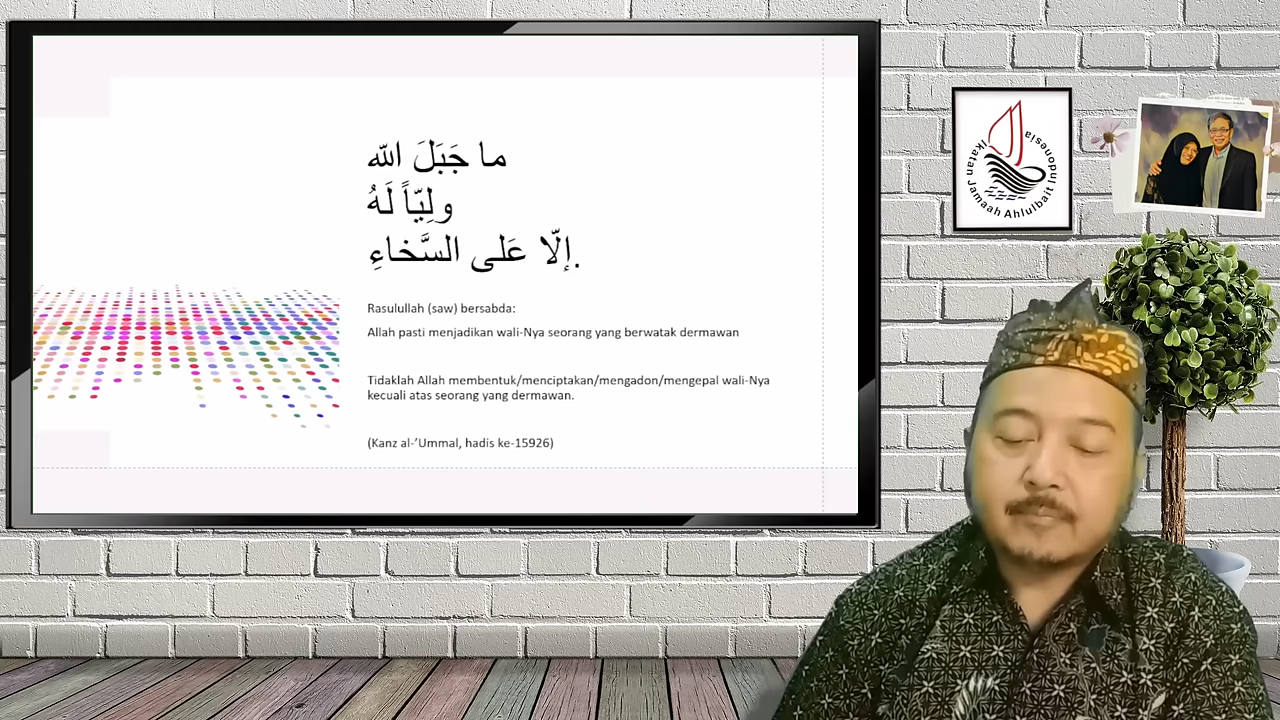 ما جَبَلَ اللّه
ولِيّاً لَهُ
إلّا عَلى السَّخاءِ.
Rasulullah (saw) bersabda:
Allah pasti menjadikan wali-Nya seorang yang berwatak dermawan
Tidaklah Allah membentuk/menciptakan/mengadon/mengepal wali-Nya
kecuali atas seorang yang dermawan.
(Kanz al-’Ummal, hadis ke-15926)
Ikatan Jamaah Ahlulbait Indonesia